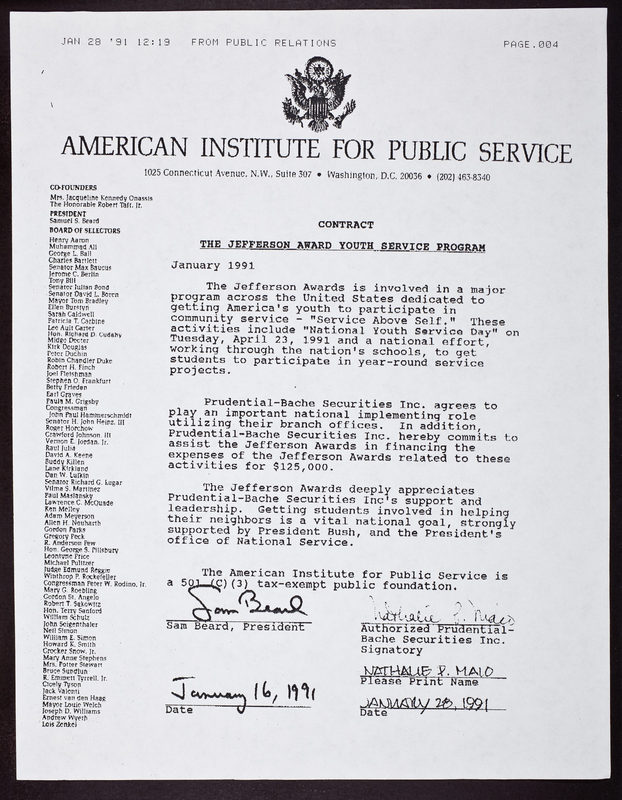 JAN 28 '91 12:19 FROM PUBLIC RELATIONS PAGE.004
AMERICAN INSTITUTE FOR PUBLIC SERVICE
1025 Connecticut Avenue, N.W., Suite 307 • Washington, D.C. 20036 • (202) 463-8340
CO-FOUNDERS
Mrs. Jacqueline Kennedy Onassis
The Honorable Robert Taft, Jr.
PRESIDENT
Samuel S. Beard
BOARD OF SELECTORS
Henry Aaron
Muhammad Ali
George L. Ball
Charles Bartlett
Senator Max Baucus
Jerome C. Berlin
Tony Bill
Senator Julian Bond
Senator David L. Boren
Mayor Tom Bradley
Ellen Burstyn
Sarah Caldwell
Patricia T. Carbine
Lee Ault Carter
Hon. Richard D. Cudahy
Midge Decter
Kirk Douglas
Peter Duchin
Robin Chandler Duke
Robert H. Finch
Joel Fleishman
Stephen O. Frankfurt
Betty Friedan
Earl Graves
Paula M. Grigsby
Congressman
John Paul Hammerschmidt
Senator H. John Heinz, III
Roger Horchow
Crawford Johnson, III
Vernon E. Jordan, Jr.
Raul Julia
David A. Keene
Buddy Killen
Lane Kirkland
Dan W. Lufkin
Senator Richard G. Lugar
Vilma S. Martinez
Paul Maslansky
Lawrence C. McQuade
Ken Melley
Adam Meyerson
Allen H. Neuharth
Gordon Parks
Gregory Peck
R. Anderson Pew
Hon. George S. Pillsbury
Leontyne Price
Michael Pulitzer
Judge Edmund Reggie
Winthrop P. Rockefeller
Congressman Peter W. Rodino, Jr.
Mary G. Roebling
Gordon St. Angelo
Robert T. Sakowitz
Hon. Terry Sanford
William Schulz
John Seigenthaler
Neil Simon
William E. Simon
Howard K. Smith
Crocker Snow, Jr.
Mary Anne Stephens
Mrs. Potter Stewart
Bruce Sundlun
R. Emmett Tyrrell, Jr.
Cicely Tyson
Jack Valenti
Ernest van den Haag
Mayor Louie Welch
Joseph D. Williams
Andrew Wyeth
Lois Zenkel
CONTRACT
THE JEFFERSON AWARD YOUTH SERVICE PROGRAM
January 1991
The Jefferson Awards is involved in a major
program across the United States dedicated to
getting America's youth to participate in
community service - "Service Above Self." These
activities include "National Youth Service Day" on
Tuesday, April 23, 1991 and a national effort,
working through the nation's schools, to get
students to participate in year-round service
projects.
Prudential-Bache Securities Inc. agrees to
play an important national implementing role
utilizing their branch offices. In addition,
Prudential-Bache Securities Inc. hereby commits to
assist the Jefferson Awards in financing the
expenses of the Jefferson Awards related to these
activities for $125,000.
The Jefferson Awards deeply appreciates
Prudential-Bache Securities Inc's support and
leadership. Getting students involved in helping
their neighbors is a vital national goal, strongly
supported by President Bush, and the President's
office of National Service.
The American Institute for Public Service is
a 501 (C)(3) tax-exempt public foundation.
Sam Beard
Sam Beard, President
January 16, 1991
Date
Nathalie P. Maio
Authorized Prudential-
Bache Securities Inc.
Signatory
NATHALIE P. MAIO
Please Print Name
JANUARY 28, 1991
Date